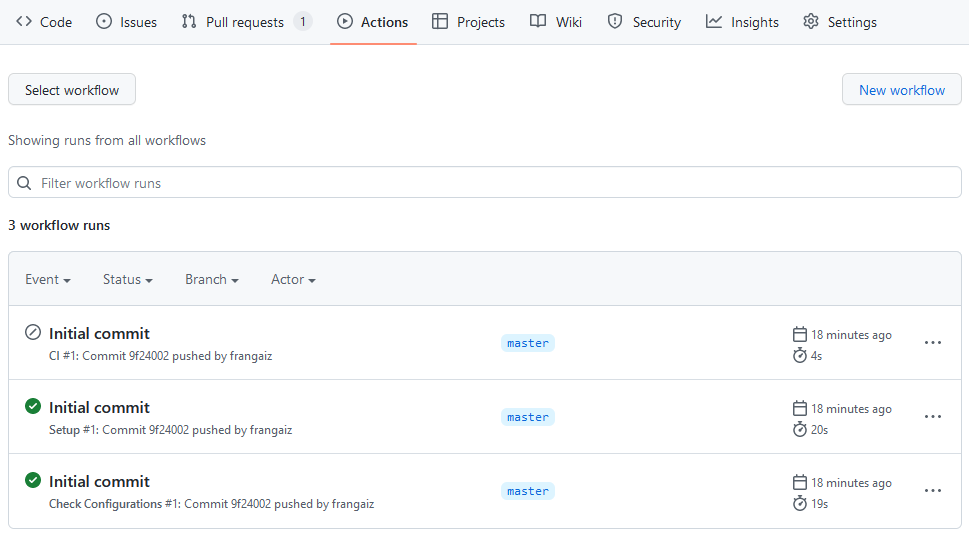 Code Issues Pull requests 1 Actions Projects Wiki Security Insights Settings
Select workflow New workflow
Showing runs from all workflows
Filter workflow runs
3 workflow runs
Event Status Branch Actor
Initial commit
CI #1: Commit 9f24002 pushed by frangaiz
master
18 minutes ago
4s
Initial commit
Setup #1: Commit 9f24002 pushed by frangaiz
master
18 minutes ago
20s
Initial commit
Check Configurations #1: Commit 9f24002 pushed by frangaiz
master
18 minutes ago
19s